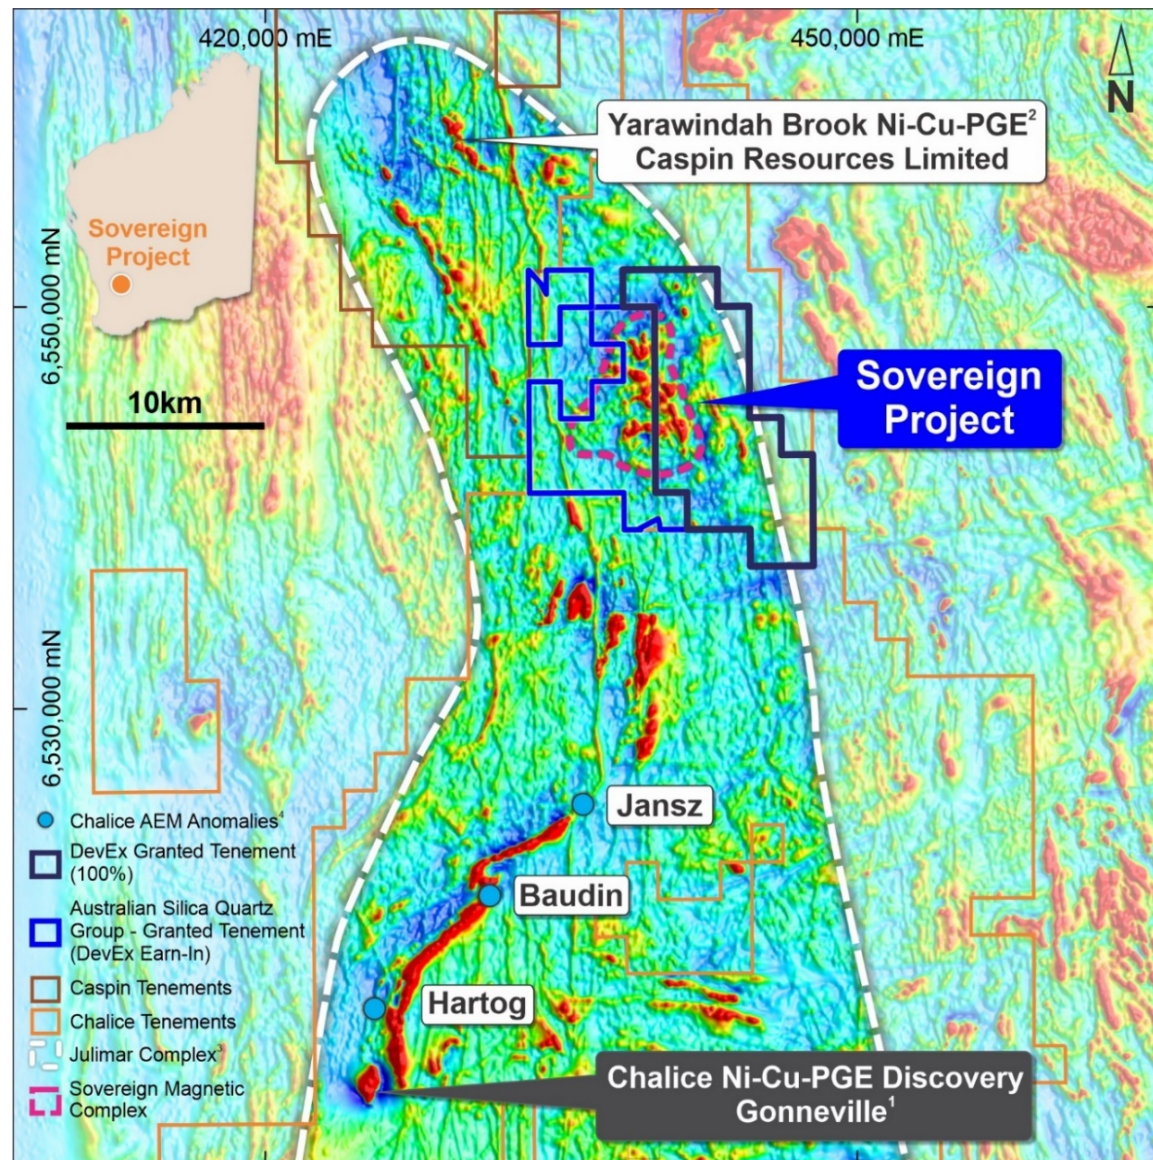 420,000 mE
450,000 mE
N
Yarawindah Brook Ni-Cu-PGE²
Caspin Resources Limited
Sovereign
Project
6,550,000 mN
10km
Sovereign
Project
6,530,000 mN
Jansz
Baudin
Hartog
Chalice Ni-Cu-PGE Discovery
Gonneville¹
Chalice AEM Anomalies⁴
DevEx Granted Tenement
(100%)
Australian Silica Quartz
Group - Granted Tenement
(DevEx Earn-In)
Caspin Tenements
Chalice Tenements
Julimar Complex³
Sovereign Magnetic
Complex